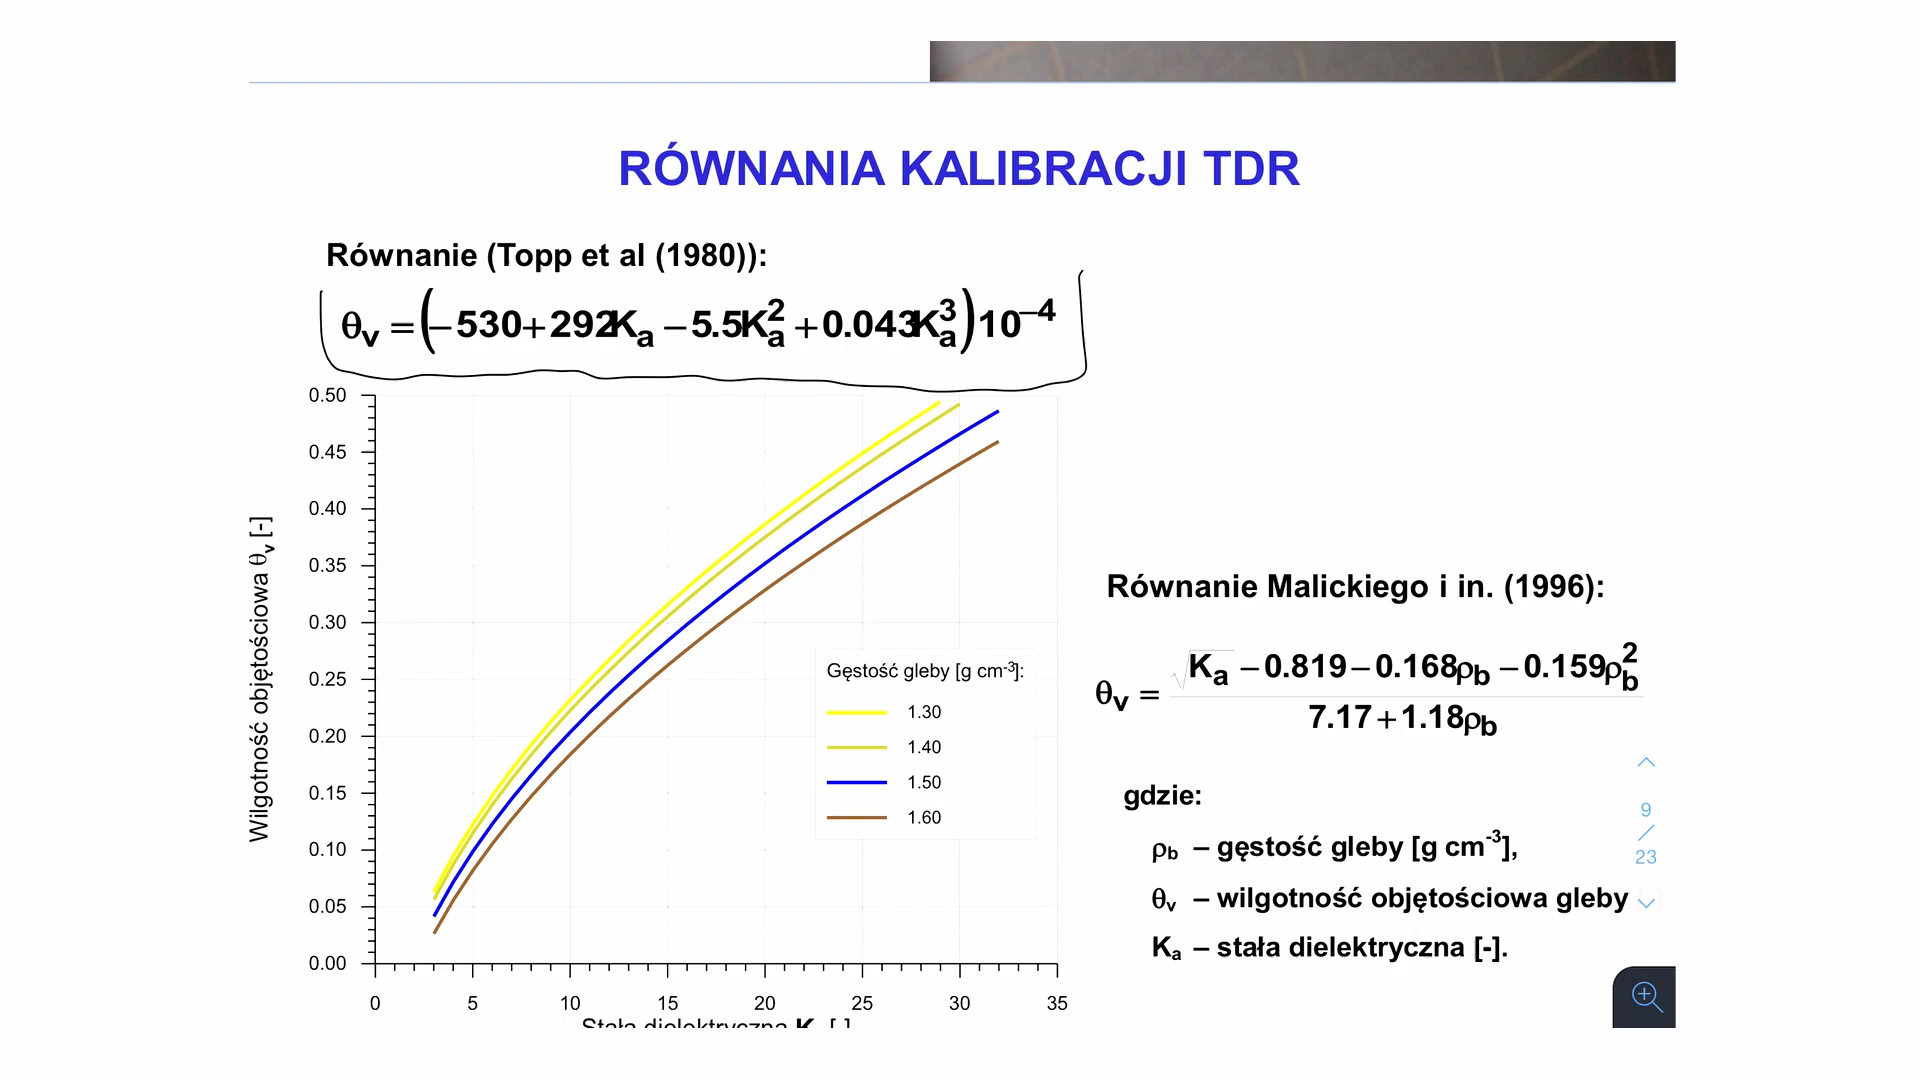 RÓWNANIA KALIBRACJI TDR
Równanie (Topp et al (1980)):
θv = (−530+292Ka −5.5Ka² +0.043Ka³)10⁻⁴
0.50
0.45
0.40
0.35
0.30
0.25
0.20
0.15
0.10
0.05
0.00
Wilgotność objętościowa θv [-]
0 5 10 15 20 25 30 35
Stała dielektryczna K [-]
Gęstość gleby [g cm⁻³]:
1.30
1.40
1.50
1.60
Równanie Malickiego i in. (1996):
θv = (√Ka −0.819−0.168ρb −0.159ρb²) / (7.17+1.18ρb)
gdzie:
ρb – gęstość gleby [g cm⁻³],
θv – wilgotność objętościowa gleby
Ka – stała dielektryczna [-].
9
/
23